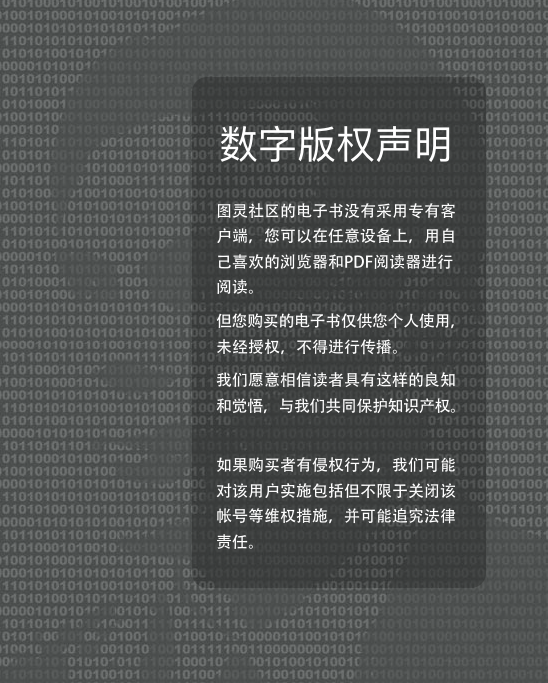 数字版权声明
图灵社区的电子书没有采用专有客
户端，您可以在任意设备上，用自
己喜欢的浏览器和PDF阅读器进行
阅读。
但您购买的电子书仅供您个人使用，
未经授权，不得进行传播。
我们愿意相信读者具有这样的良知
和觉悟，与我们共同保护知识产权。
如果购买者有侵权行为，我们可能
对该用户实施包括但不限于关闭该
帐号等维权措施，并可能追究法律
责任。